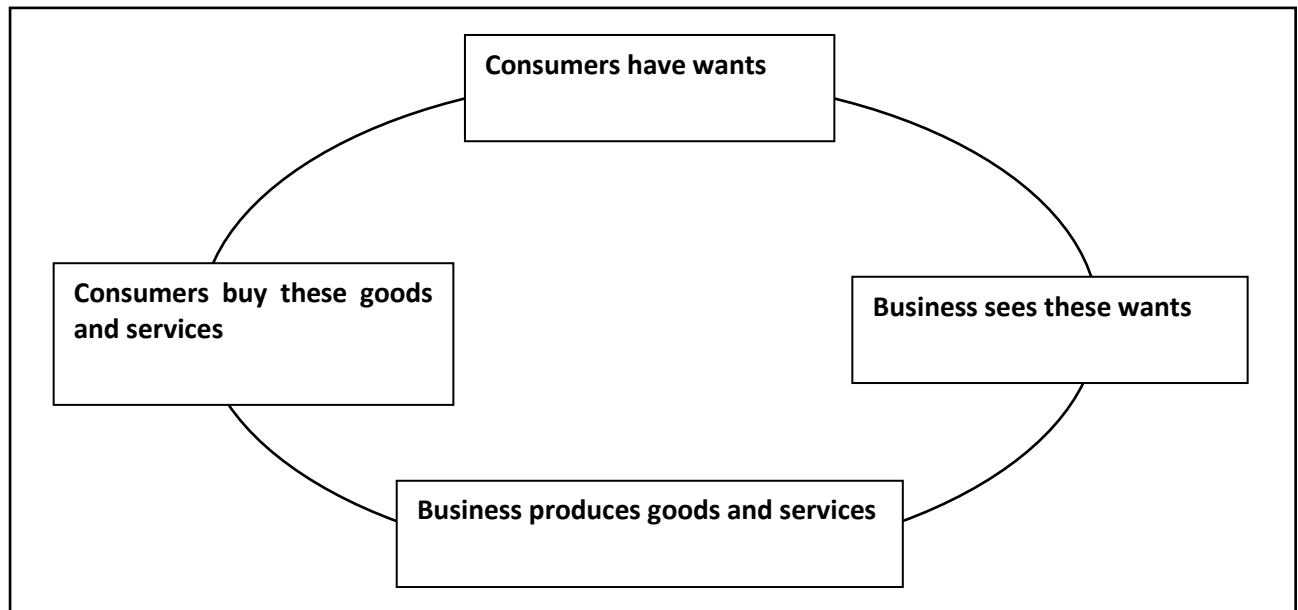 Consumers have wants
Consumers buy these goods
and services
Business sees these wants
Business produces goods and services